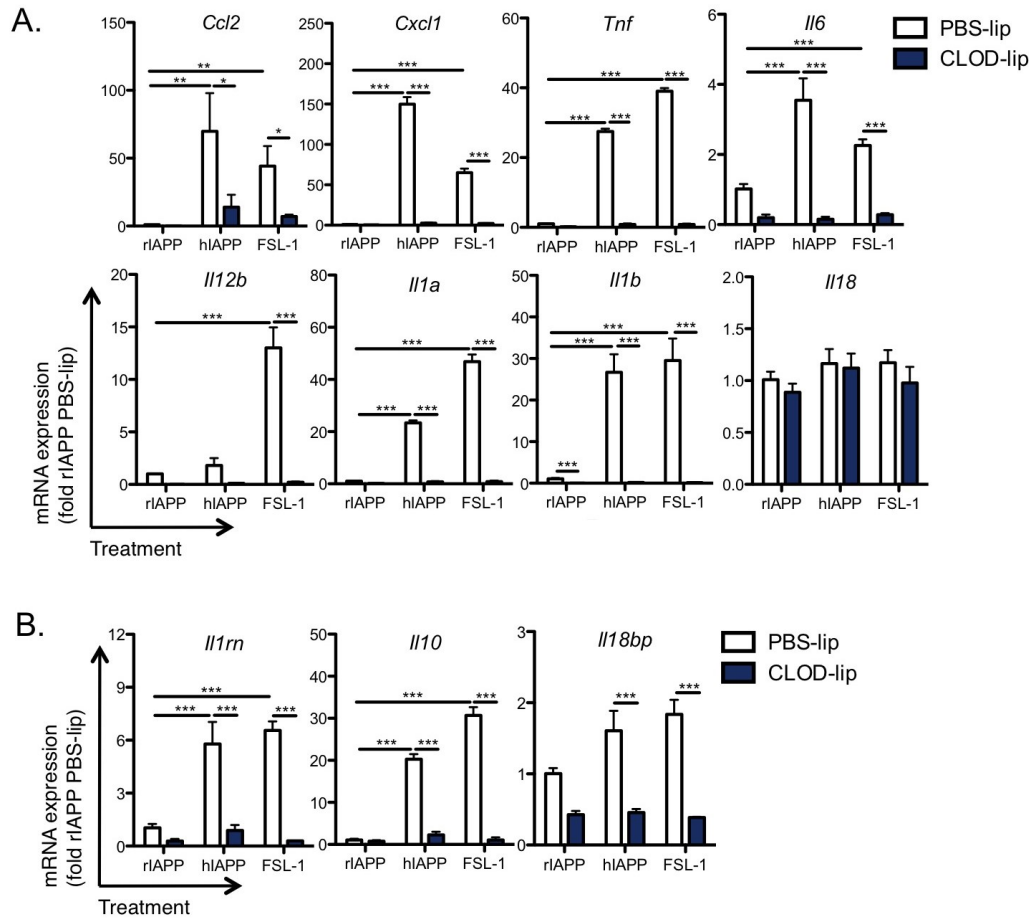 A.
Ccl2
Cxcl1
Tnf
Il6
PBS-lip
CLOD-lip
150
100
50
0
250
200
150
100
50
0
60
40
20
0
6
4
2
0
** ** * *
*** *** *** ***
*** *** *** ***
*** *** *** ***
rIAPP hIAPP FSL-1
rIAPP hIAPP FSL-1
rIAPP hIAPP FSL-1
rIAPP hIAPP FSL-1
Il12b
Il1a
Il1b
Il18
20
15
10
5
0
80
60
40
20
0
50
40
30
20
10
0
2.0
1.5
1.0
0.5
0.0
*** ***
*** *** *** ***
*** *** *** *** ***
rIAPP hIAPP FSL-1
rIAPP hIAPP FSL-1
rIAPP hIAPP FSL-1
rIAPP hIAPP FSL-1
mRNA expression
(fold rIAPP PBS-lip)
Treatment
B.
Il1rn
Il10
Il18bp
PBS-lip
CLOD-lip
12
9
6
3
0
50
40
30
20
10
0
3
2
1
0
*** *** *** ***
*** *** *** ***
*** ***
rIAPP hIAPP FSL-1
rIAPP hIAPP FSL-1
rIAPP hIAPP FSL-1
mRNA expression
(fold rIAPP PBS-lip)
Treatment